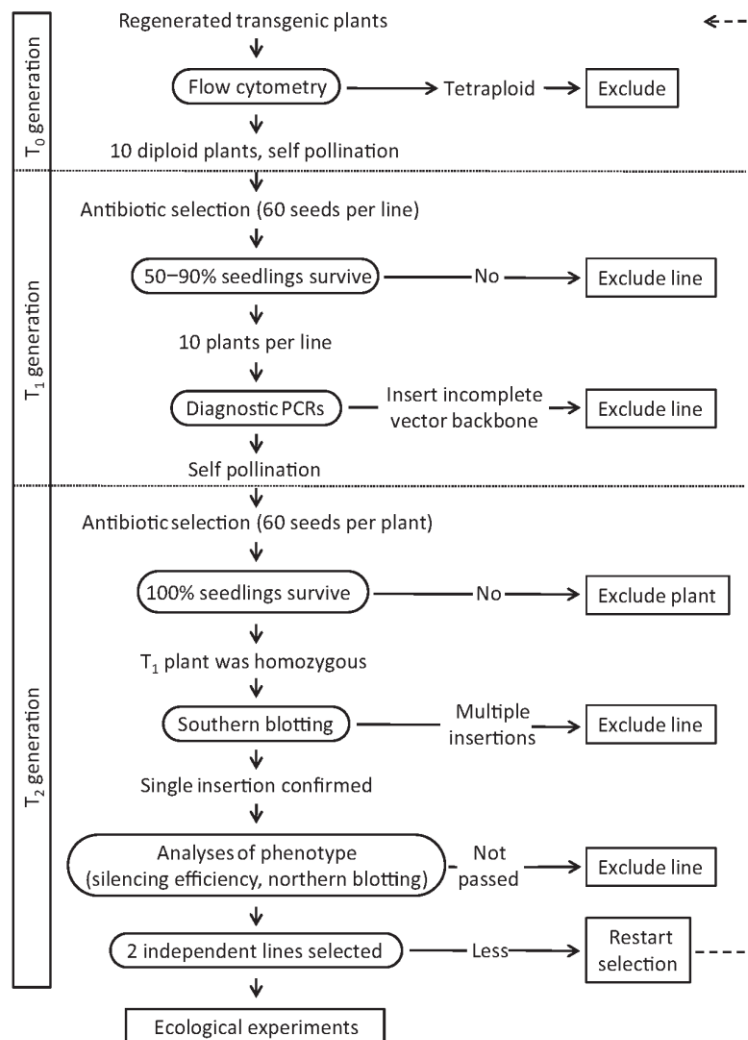 Regenerated transgenic plants
Flow cytometry
Tetraploid
Exclude
10 diploid plants, self pollination
T₀ generation
Antibiotic selection (60 seeds per line)
50–90% seedlings survive
No
Exclude line
10 plants per line
Diagnostic PCRs
Insert incomplete
vector backbone
Exclude line
Self pollination
T₁ generation
Antibiotic selection (60 seeds per plant)
100% seedlings survive
No
Exclude plant
T₁ plant was homozygous
Southern blotting
Multiple
insertions
Exclude line
Single insertion confirmed
Analyses of phenotype
(silencing efficiency, northern blotting)
Not
passed
Exclude line
2 independent lines selected
Less
Restart
selection
T₂ generation
Ecological experiments